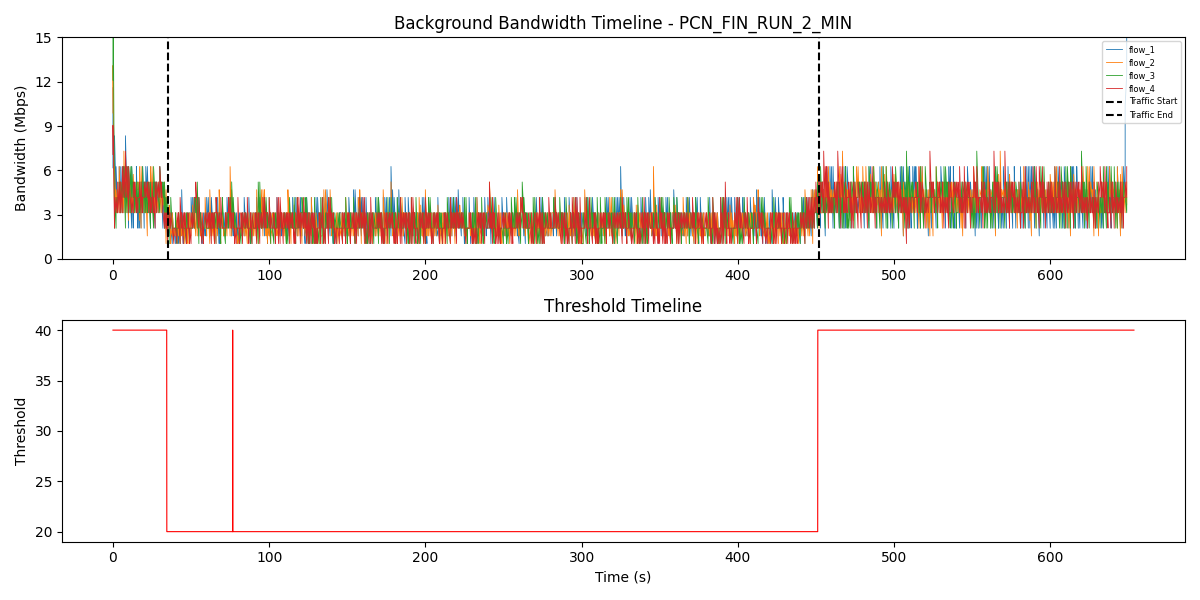 Background Bandwidth Timeline - PCN_FIN_RUN_2_MIN
Bandwidth (Mbps)
15
12
9
6
3
0
flow_1
flow_2
flow_3
flow_4
Traffic Start
Traffic End
0 100 200 300 400 500 600
Threshold Timeline
Threshold
40
35
30
25
20
0 100 200 300 400 500 600
Time (s)